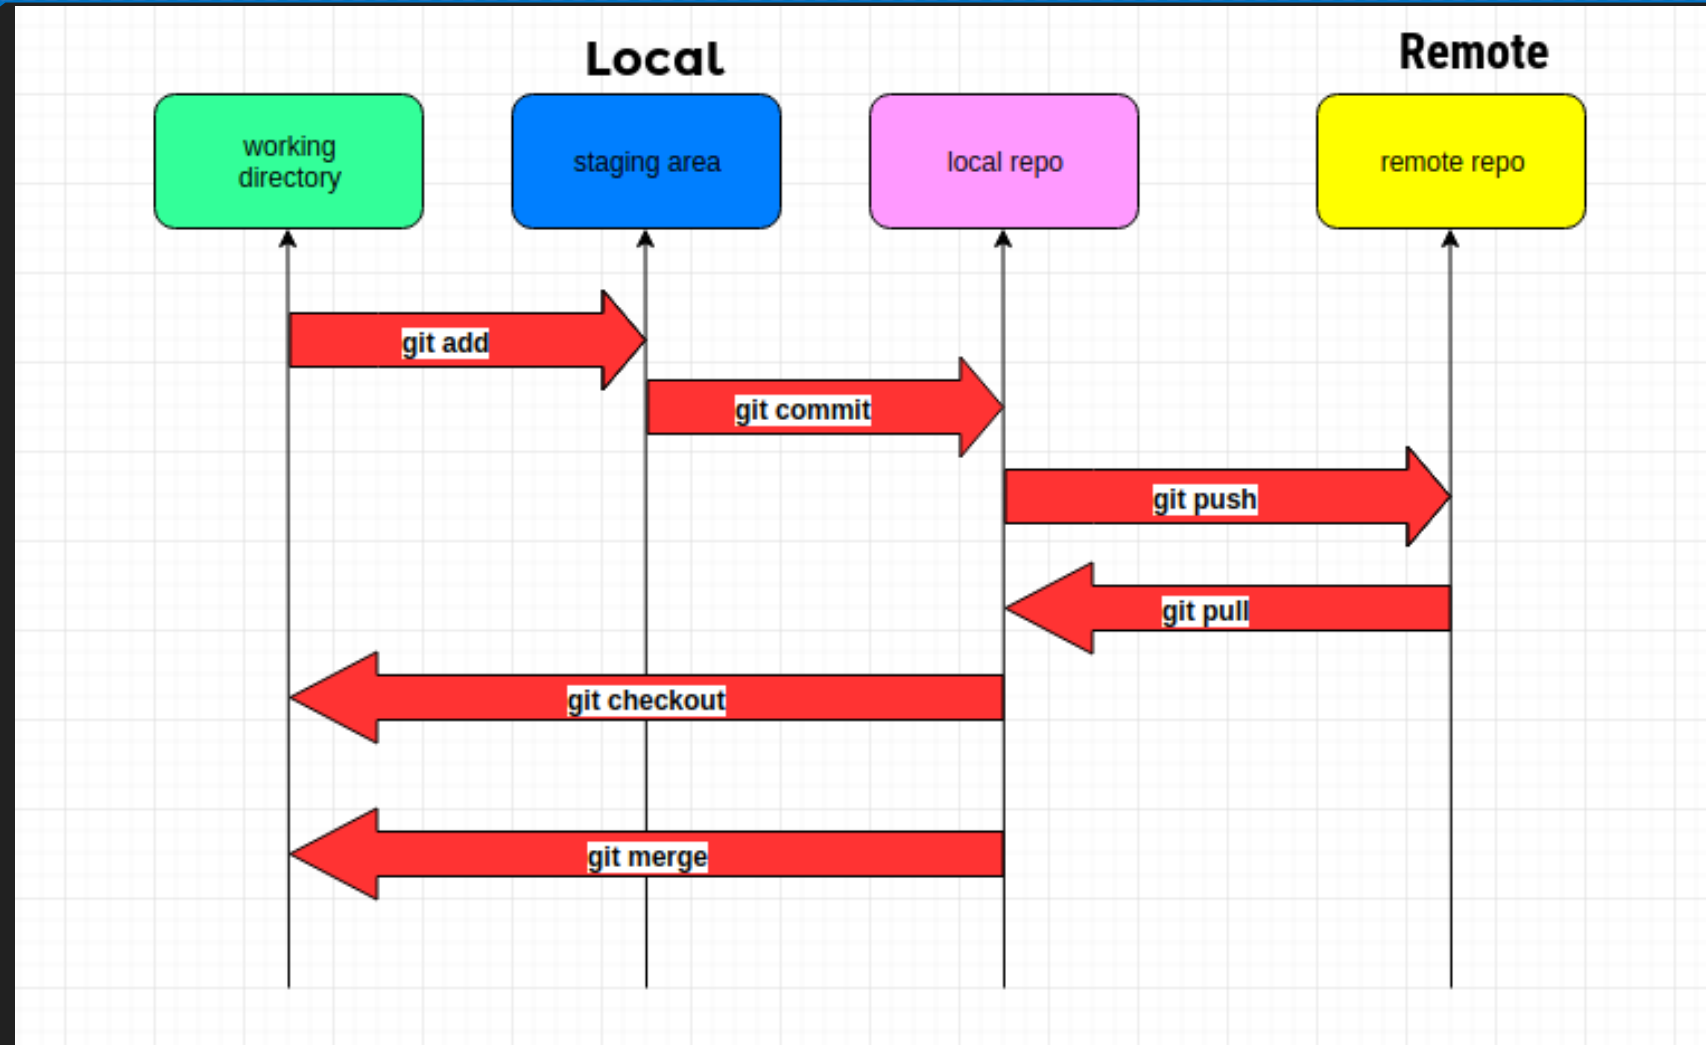 Local
Remote
working
directory
staging area
local repo
remote repo
git add
git commit
git push
git pull
git checkout
git merge